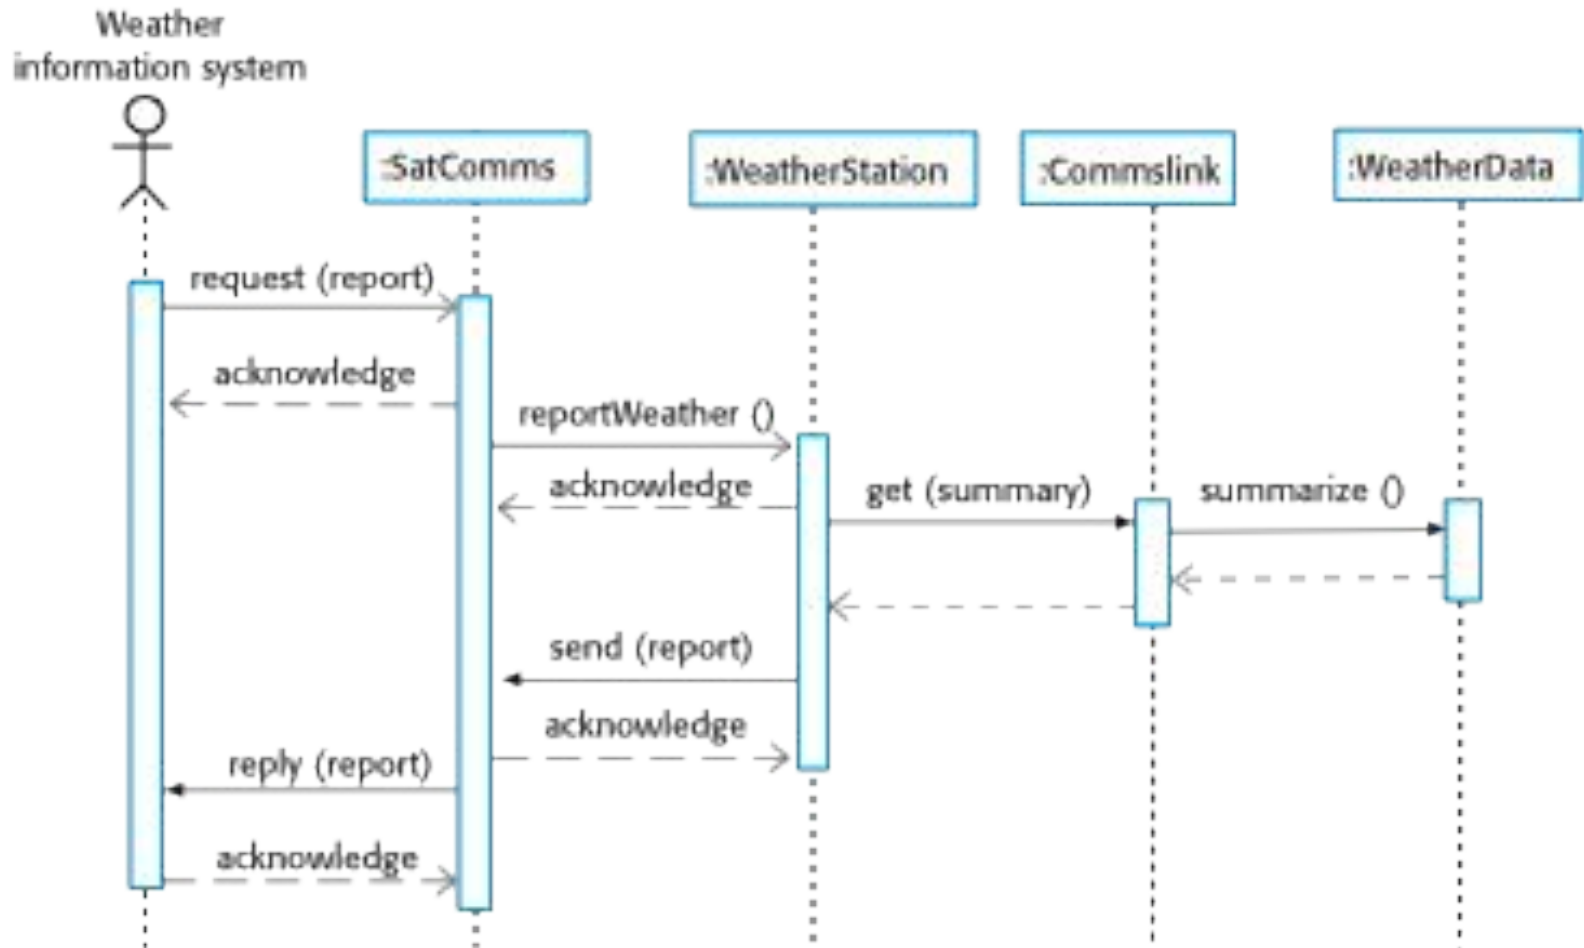 Weather
information system
:SatComms
:WeatherStation
:Commslink
:WeatherData
request (report)
acknowledge
reportWeather ()
acknowledge
get (summary)
summarize ()
send (report)
acknowledge
reply (report)
acknowledge